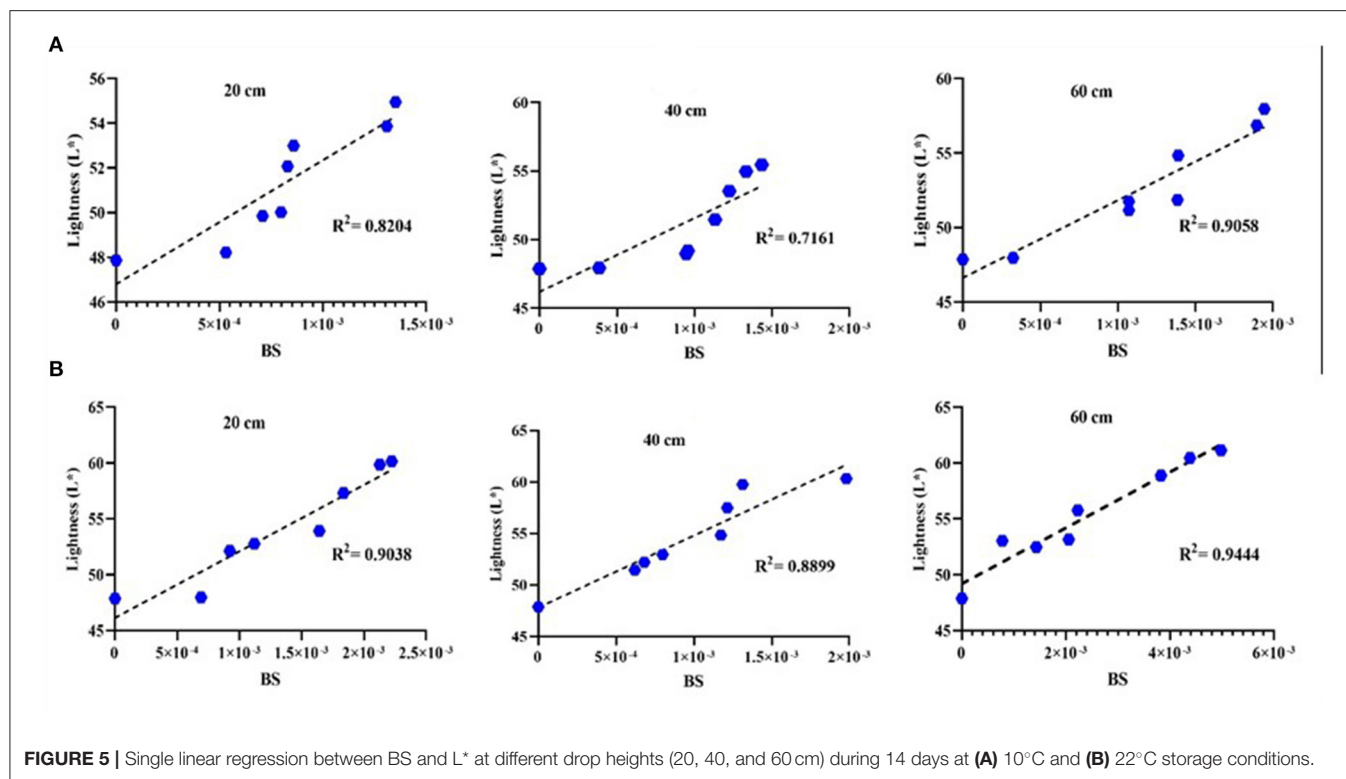 A
20 cm
Lightness (L*)
56
54
52
50
48
46
R²= 0.8204
0
5×10⁻⁴
1×10⁻³
1.5×10⁻³
BS
40 cm
Lightness (L*)
60
55
50
45
R²= 0.7161
0
5×10⁻⁴
1×10⁻³
1.5×10⁻³
2×10⁻³
BS
60 cm
Lightness (L*)
60
55
50
45
R²= 0.9058
0
5×10⁻⁴
1×10⁻³
1.5×10⁻³
2×10⁻³
BS
B
20 cm
Lightness (L*)
65
60
55
50
45
R²= 0.9038
0
5×10⁻⁴
1×10⁻³
1.5×10⁻³
2×10⁻³
2.5×10⁻³
BS
40 cm
Lightness (L*)
65
60
55
50
45
R²= 0.8899
0
5×10⁻⁴
1×10⁻³
1.5×10⁻³
2×10⁻³
BS
60 cm
Lightness (L*)
65
60
55
50
45
R²= 0.9444
0
2×10⁻³
4×10⁻³
6×10⁻³
BS
FIGURE 5 | Single linear regression between BS and L* at different drop heights (20, 40, and 60 cm) during 14 days at (A) 10°C and (B) 22°C storage conditions.